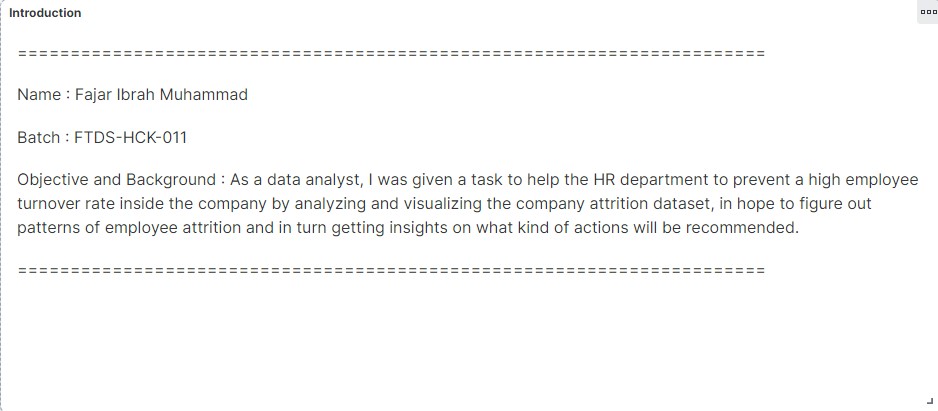 Introduction
=======================================================================
Name : Fajar Ibrah Muhammad
Batch : FTDS-HCK-011
Objective and Background : As a data analyst, I was given a task to help the HR department to prevent a high employee
turnover rate inside the company by analyzing and visualizing the company attrition dataset, in hope to figure out
patterns of employee attrition and in turn getting insights on what kind of actions will be recommended.
=======================================================================